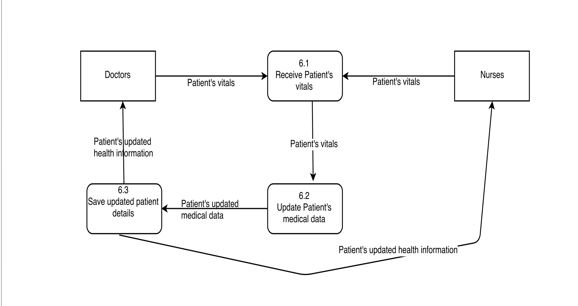 6.1
Doctors
Receive Patient's
Nurses
vitals
Patient's vitals
Patient's vitals
Patient's updated
health information
Patient's vitals
6.3
Save updated patient
details
Patient's updated
medical data
6.2
Update Patient's
medical data
Patient's updated health information